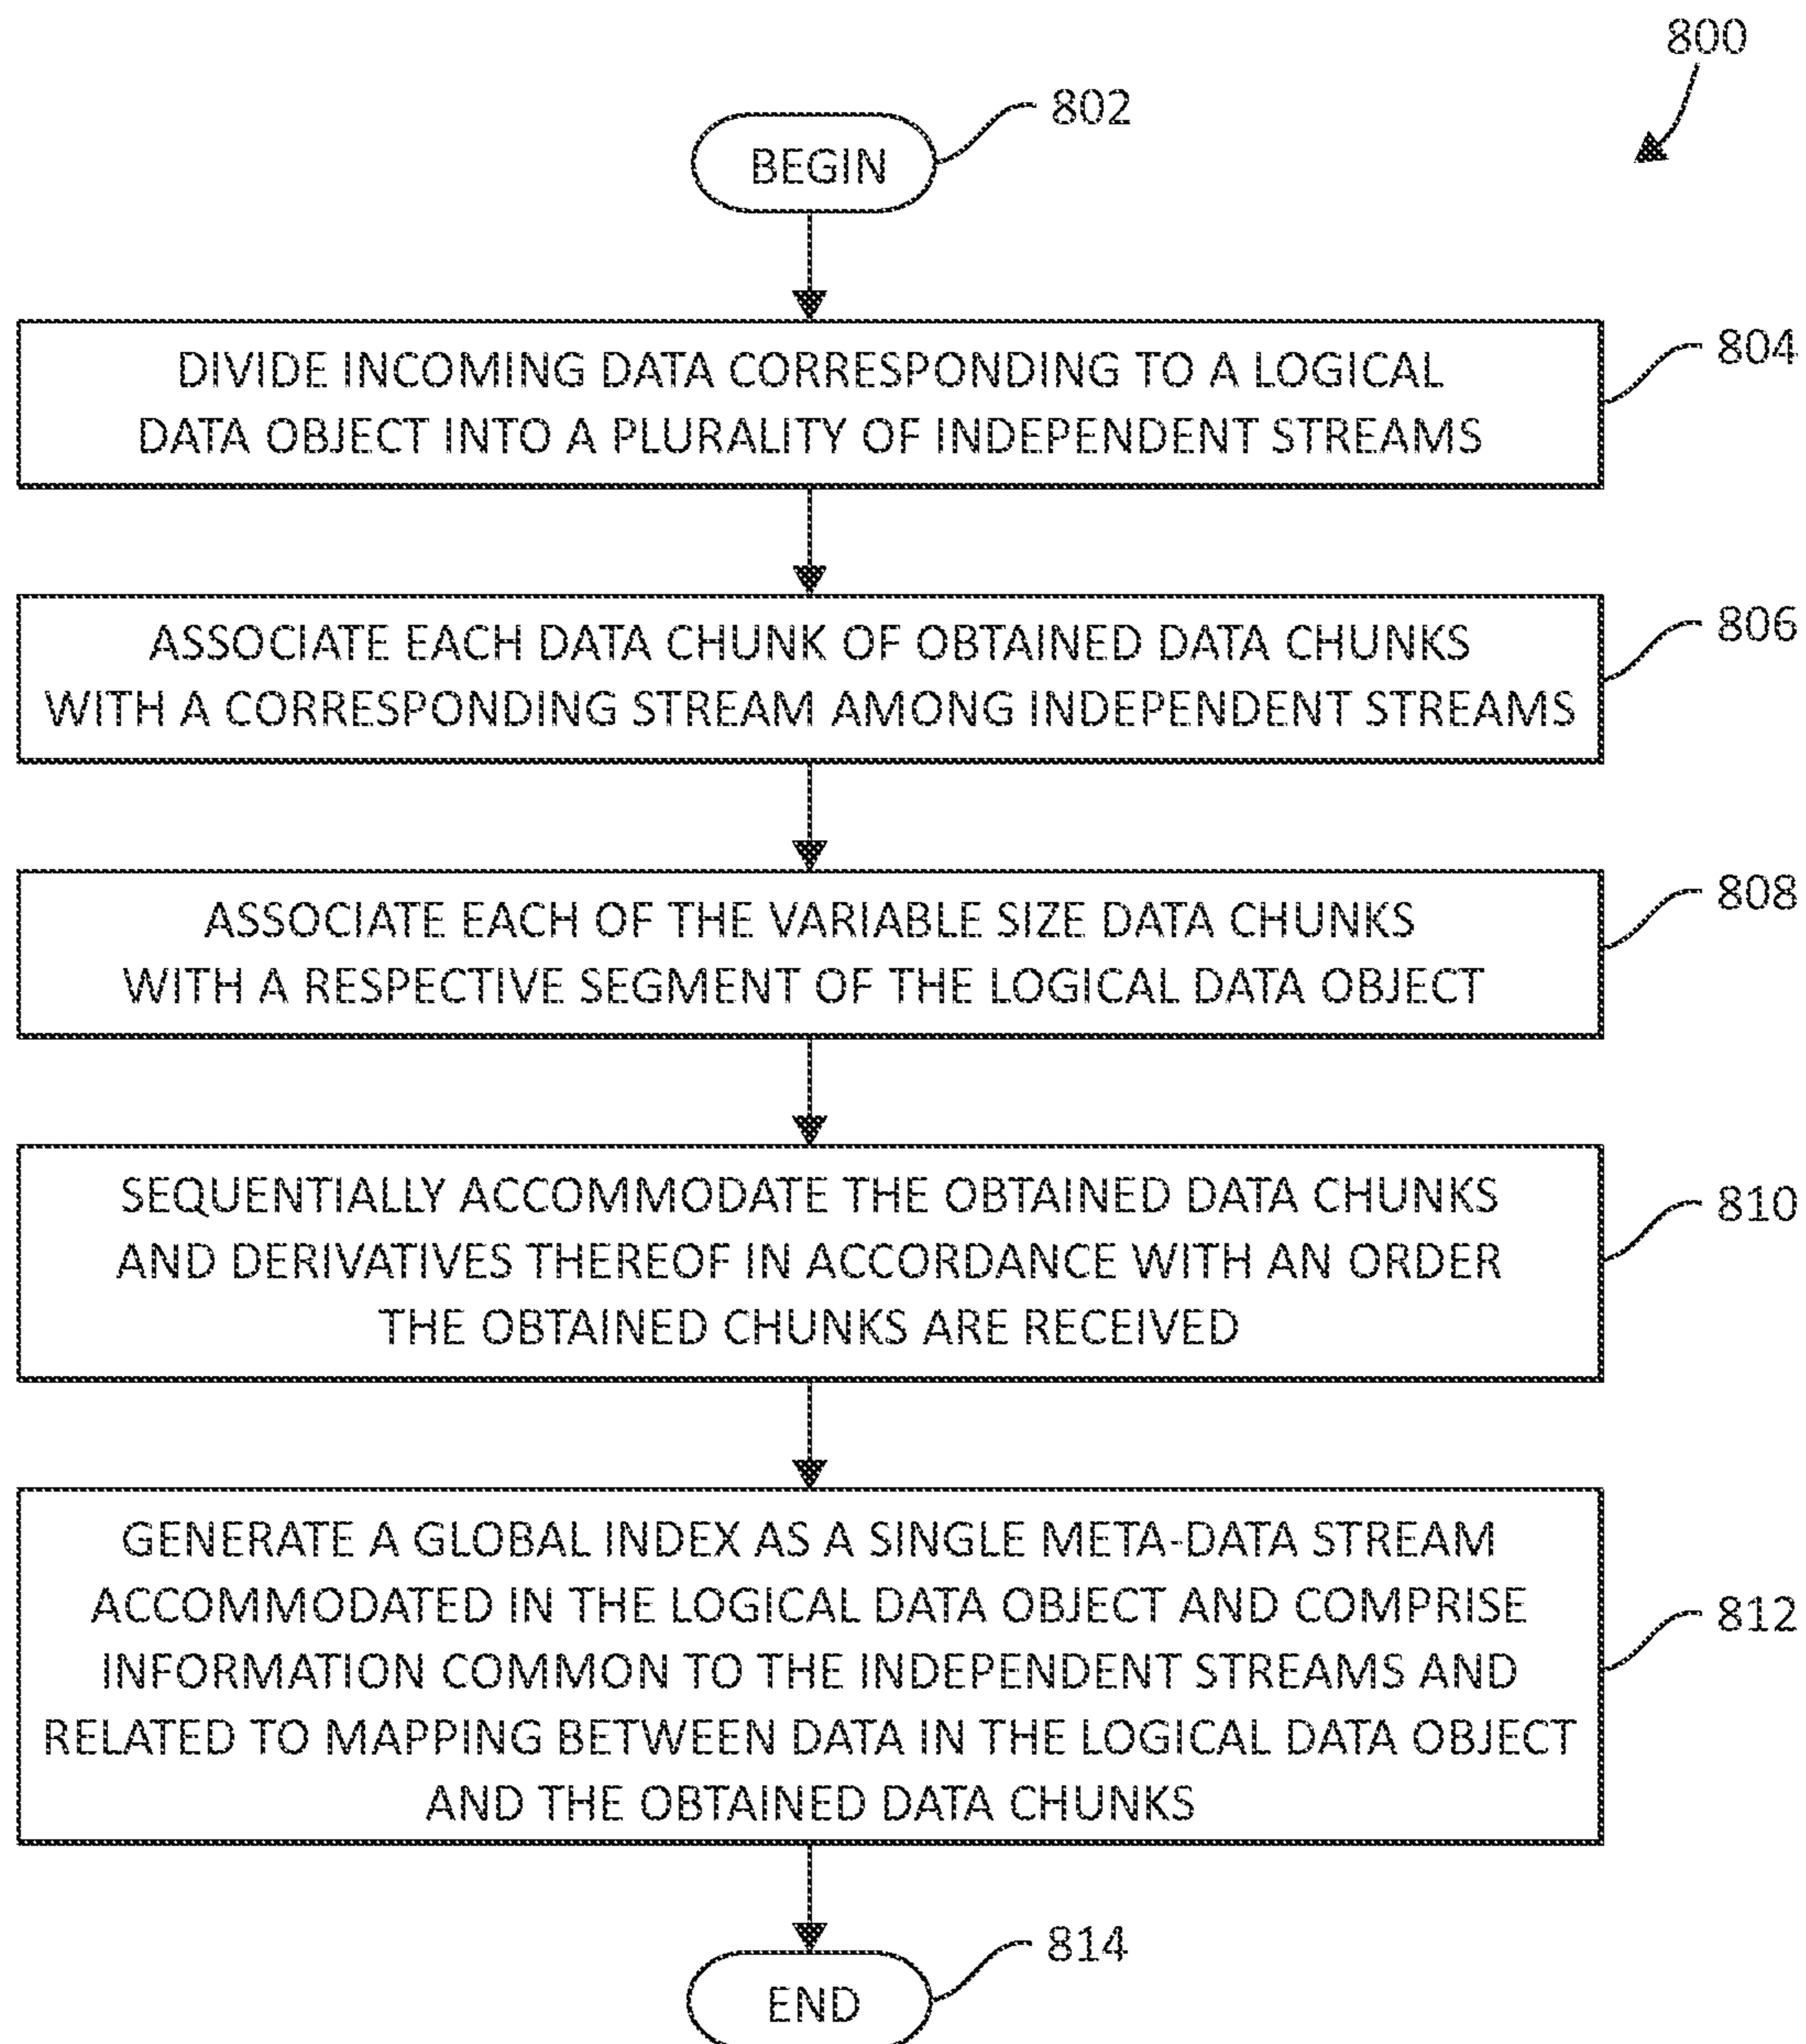 800
802
BEGIN
804
DIVIDE INCOMING DATA CORRESPONDING TO A LOGICAL
DATA OBJECT INTO A PLURALITY OF INDEPENDENT STREAMS
806
ASSOCIATE EACH DATA CHUNK OF OBTAINED DATA CHUNKS
WITH A CORRESPONDING STREAM AMONG INDEPENDENT STREAMS
808
ASSOCIATE EACH OF THE VARIABLE SIZE DATA CHUNKS
WITH A RESPECTIVE SEGMENT OF THE LOGICAL DATA OBJECT
810
SEQUENTIALLY ACCOMMODATE THE OBTAINED DATA CHUNKS
AND DERIVATIVES THEREOF IN ACCORDANCE WITH AN ORDER
THE OBTAINED CHUNKS ARE RECEIVED
812
GENERATE A GLOBAL INDEX AS A SINGLE META-DATA STREAM
ACCOMMODATED IN THE LOGICAL DATA OBJECT AND COMPRISE
INFORMATION COMMON TO THE INDEPENDENT STREAMS AND
RELATED TO MAPPING BETWEEN DATA IN THE LOGICAL DATA OBJECT
AND THE OBTAINED DATA CHUNKS
814
END